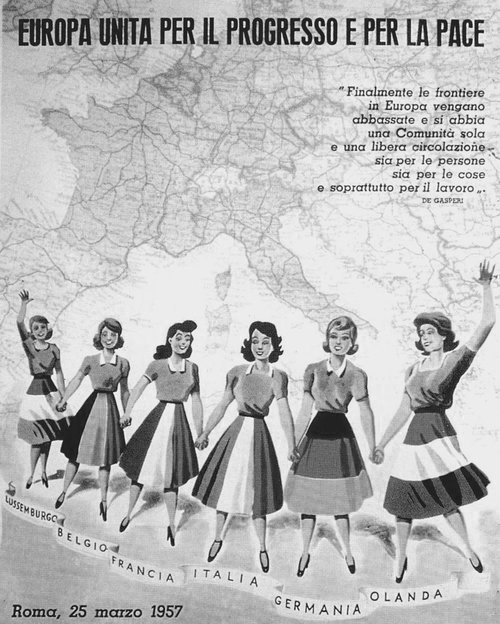 EUROPA UNITA PER IL PROGRESSO E PER LA PACE
"Finalmente le frontiere
in Europa vengano
abbassate e si abbia
una Comunità sola
e una libera circolazione
sia per le persone
sia per le cose
e soprattutto per il lavoro„.
DE GASPERI
LUSSEMBURGO
BELGIO
FRANCIA
ITALIA
GERMANIA
OLANDA
Roma, 25 marzo 1957